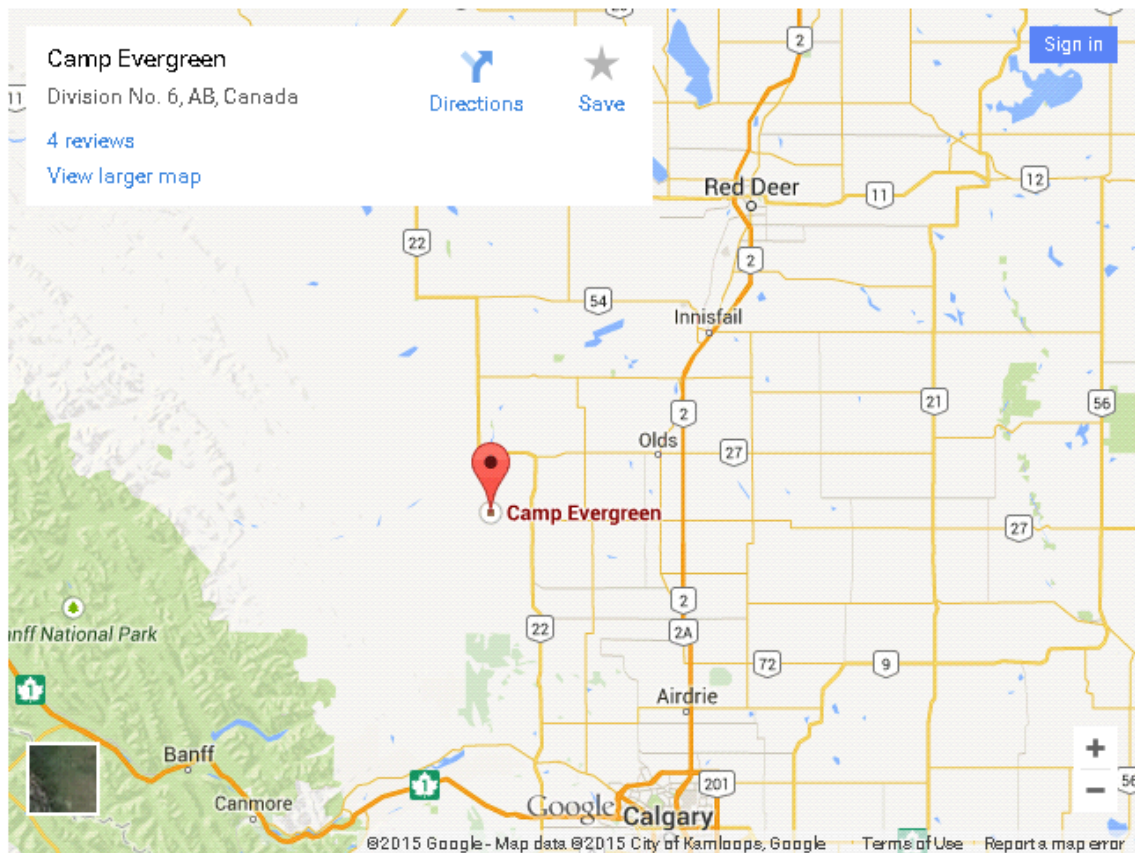 Camp Evergreen
Division No. 6, AB, Canada
4 reviews
View larger map
Directions
Save
Sign in
2
11
Red Deer
11
12
22
2
54
Innisfail
2
21
56
Olds
27
Camp Evergreen
27
2
22
2A
nff National Park
72
9
1
Airdrie
Banff
1
201
Canmore
Google
Calgary
+
−
56
©2015 Google - Map data ©2015 City of Kamloops, Google
Terms of Use
Report a map error